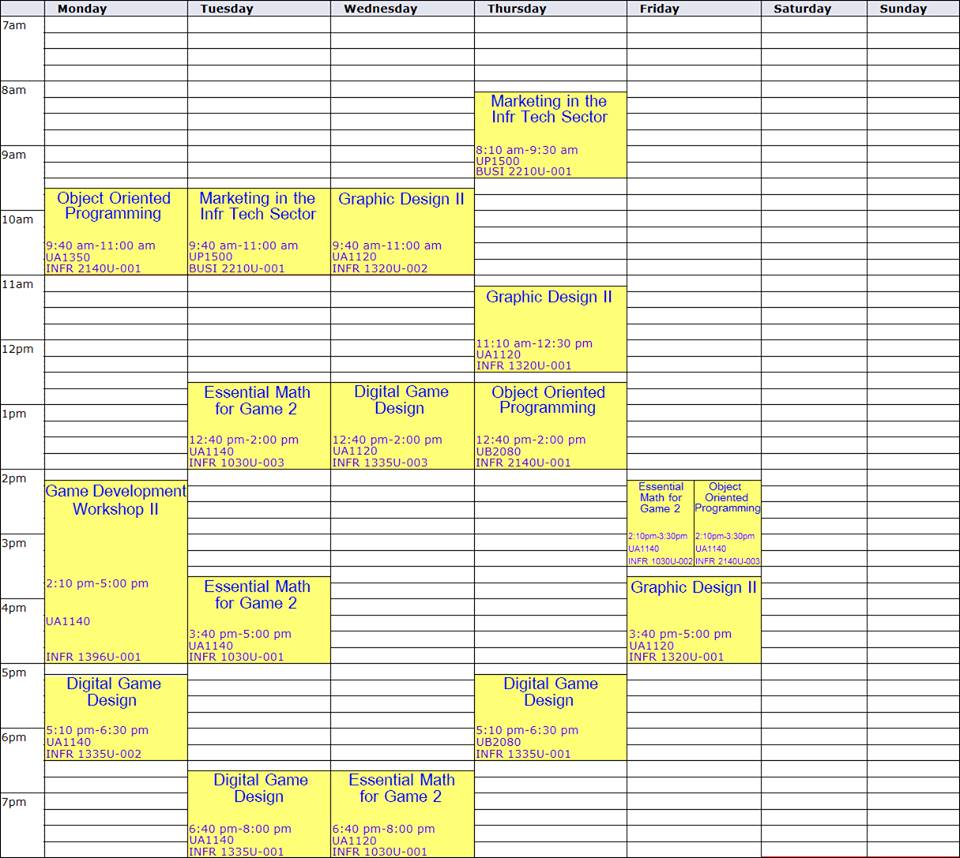 Monday Tuesday Wednesday Thursday Friday Saturday Sunday
7am
8am
Marketing in the
Infr Tech Sector
8:10 am-9:30 am
UP1500
BUSI 2210U-001
9am
Object Oriented
Programming
9:40 am-11:00 am
UA1350
INFR 2140U-001
Marketing in the
Infr Tech Sector
9:40 am-11:00 am
UP1500
BUSI 2210U-001
Graphic Design II
9:40 am-11:00 am
UA1120
INFR 1320U-002
10am
11am
Graphic Design II
11:10 am-12:30 pm
UA1120
INFR 1320U-001
12pm
Essential Math
for Game 2
12:40 pm-2:00 pm
UA1140
INFR 1030U-003
Digital Game
Design
12:40 pm-2:00 pm
UA1120
INFR 1335U-003
Object Oriented
Programming
12:40 pm-2:00 pm
UB2080
INFR 2140U-001
1pm
2pm
Game Development
Workshop II
2:10 pm-5:00 pm
UA1140
INFR 1396U-001
Essential
Math for
Game 2
2:10pm-3:30pm
UA1140
INFR 1030U-002
Object
Oriented
Programming
2:10pm-3:30pm
UA1140
INFR 2140U-003
3pm
Essential Math
for Game 2
3:40 pm-5:00 pm
UA1140
INFR 1030U-001
Graphic Design II
3:40 pm-5:00 pm
UA1120
INFR 1320U-001
4pm
5pm
Digital Game
Design
5:10 pm-6:30 pm
UA1140
INFR 1335U-002
Digital Game
Design
5:10 pm-6:30 pm
UB2080
INFR 1335U-001
6pm
Digital Game
Design
6:40 pm-8:00 pm
UA1140
INFR 1335U-001
Essential Math
for Game 2
6:40 pm-8:00 pm
UA1120
INFR 1030U-001
7pm